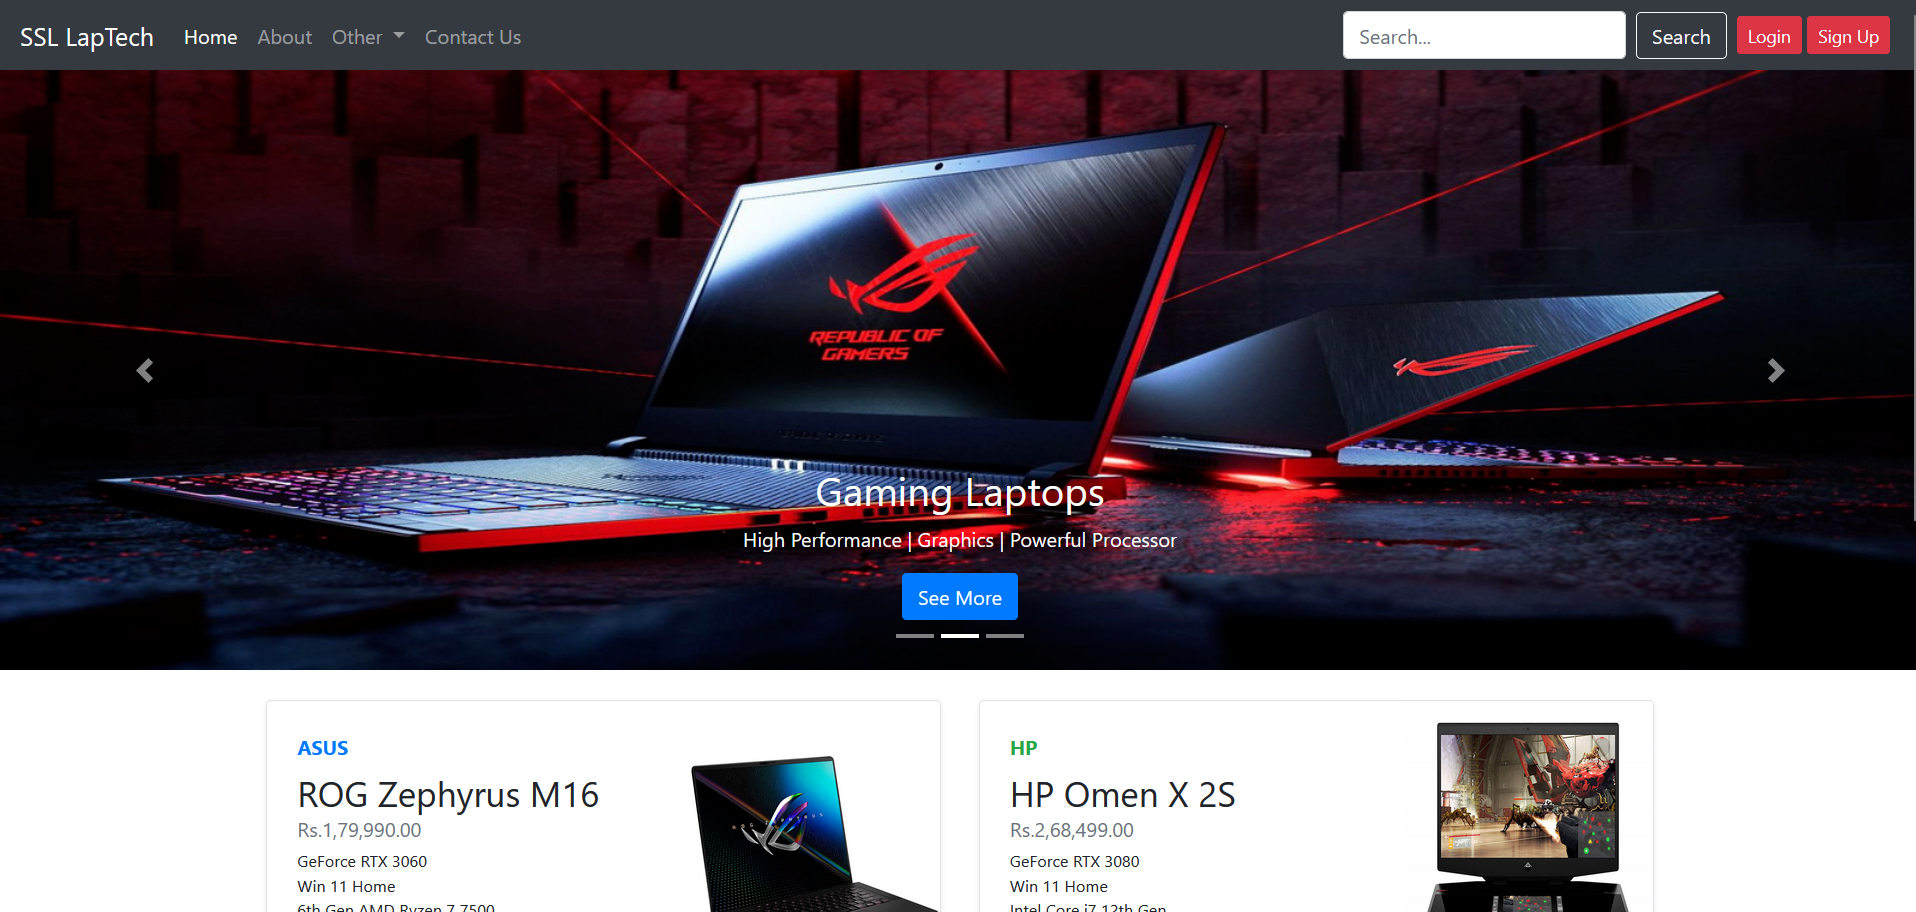 SSL LapTech Home About Other Contact Us Search... Search Login Sign Up
REPUBLIC OF
GAMERS
Gaming Laptops
High Performance | Graphics | Powerful Processor
See More
ASUS
ROG Zephyrus M16
Rs.1,79,990.00
GeForce RTX 3060
Win 11 Home
6th Gen AMD Ryzen 7 7500
HP
HP Omen X 2S
Rs.2,68,499.00
GeForce RTX 3080
Win 11 Home
Intel Core i7 12th Gen